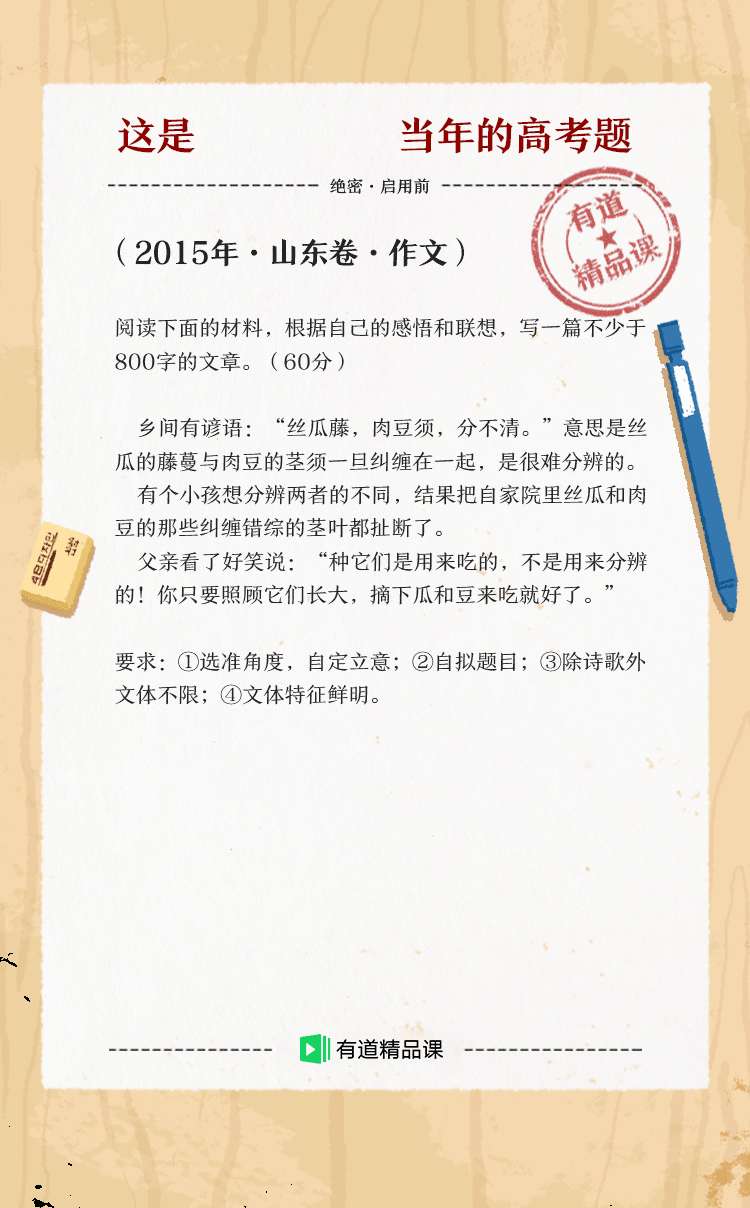 这是 当年的高考题
绝密·启用前
有道
精品课
（2015年·山东卷·作文）
阅读下面的材料，根据自己的感悟和联想，写一篇不少于
800字的文章。（60分）
乡间有谚语：“丝瓜藤，肉豆须，分不清。”意思是丝
瓜的藤蔓与肉豆的茎须一旦纠缠在一起，是很难分辨的。
有个小孩想分辨两者的不同，结果把自家院里丝瓜和肉
豆的那些纠缠错综的茎叶都扯断了。
父亲看了好笑说：“种它们是用来吃的，不是用来分辨
的！你只要照顾它们长大，摘下瓜和豆来吃就好了。”
要求：①选准角度，自定立意；②自拟题目；③除诗歌外
文体不限；④文体特征鲜明。
有道精品课